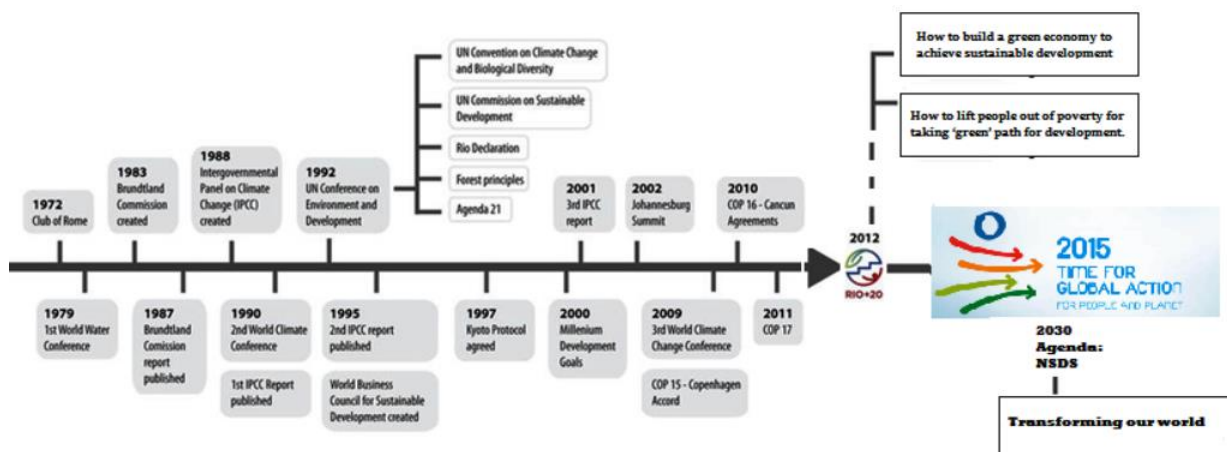 How to build a green economy to
achieve sustainable development
How to lift people out of poverty for
taking 'green' path for development.
UN Convention on Climate Change
and Biological Diversity
UN Commission on Sustainable
Development
Rio Declaration
Forest principles
Agenda 21
1972
Club of Rome
1983
Brundtland
Commission
created
1988
Intergovernmental
Panel on Climate
Change (IPCC)
created
1992
UN Conference on
Environment and
Development
2001
3rd IPCC
report
2002
Johannesburg
Summit
2010
COP 16 - Cancun
Agreements
2012
RIO+20
2015
TIME FOR
GLOBAL ACTION
FOR PEOPLE AND PLANET
1979
1st World Water
Conference
1987
Brundtland
Comission
report
published
1990
2nd World Climate
Conference
1st IPCC Report
published
1995
2nd IPCC report
published
World Business
Council for Sustainable
Development created
1997
Kyoto Protocol
agreed
2000
Millenium
Development
Goals
2009
3rd World Climate
Change Conference
COP 15 - Copenhagen
Accord
2011
COP 17
2030
Agenda:
NSDS
Transforming our world